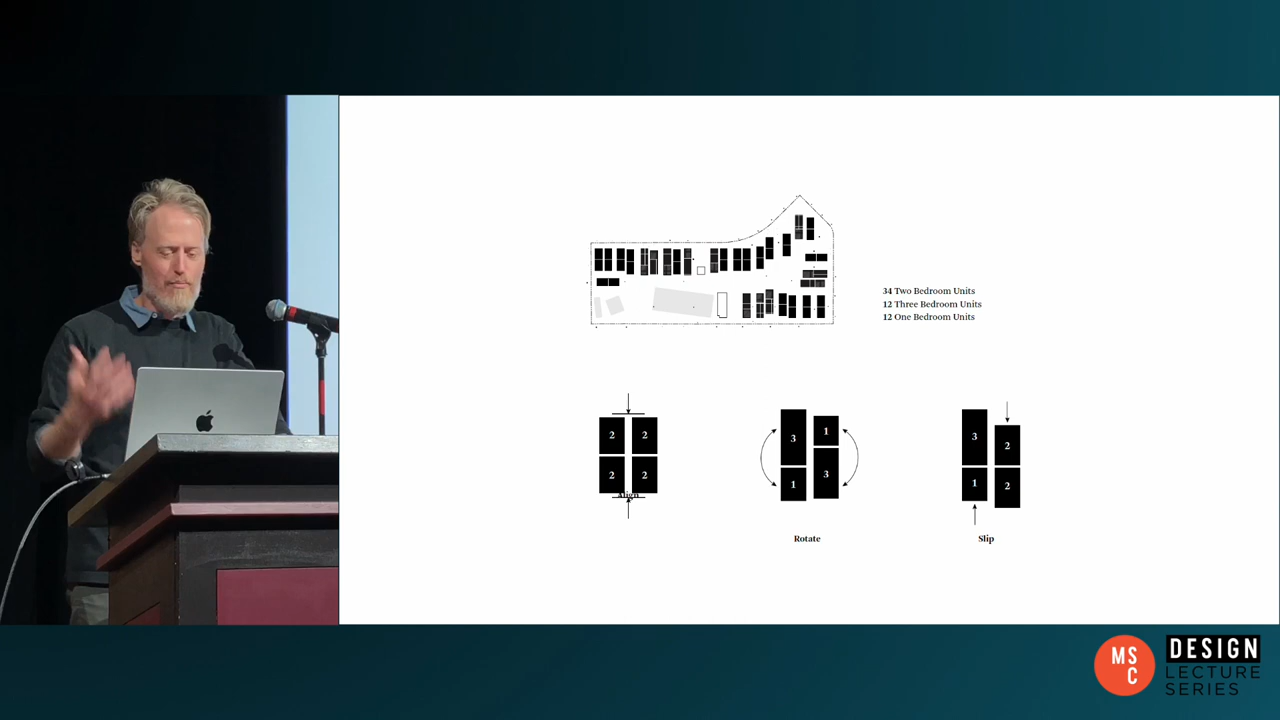 34 Two Bedroom Units
12 Three Bedroom Units
12 One Bedroom Units
2 2
2 2
Align
3 1
1 3
Rotate
3 2
1 2
Slip
MS
C
DESIGN
LECTURE
SERIES